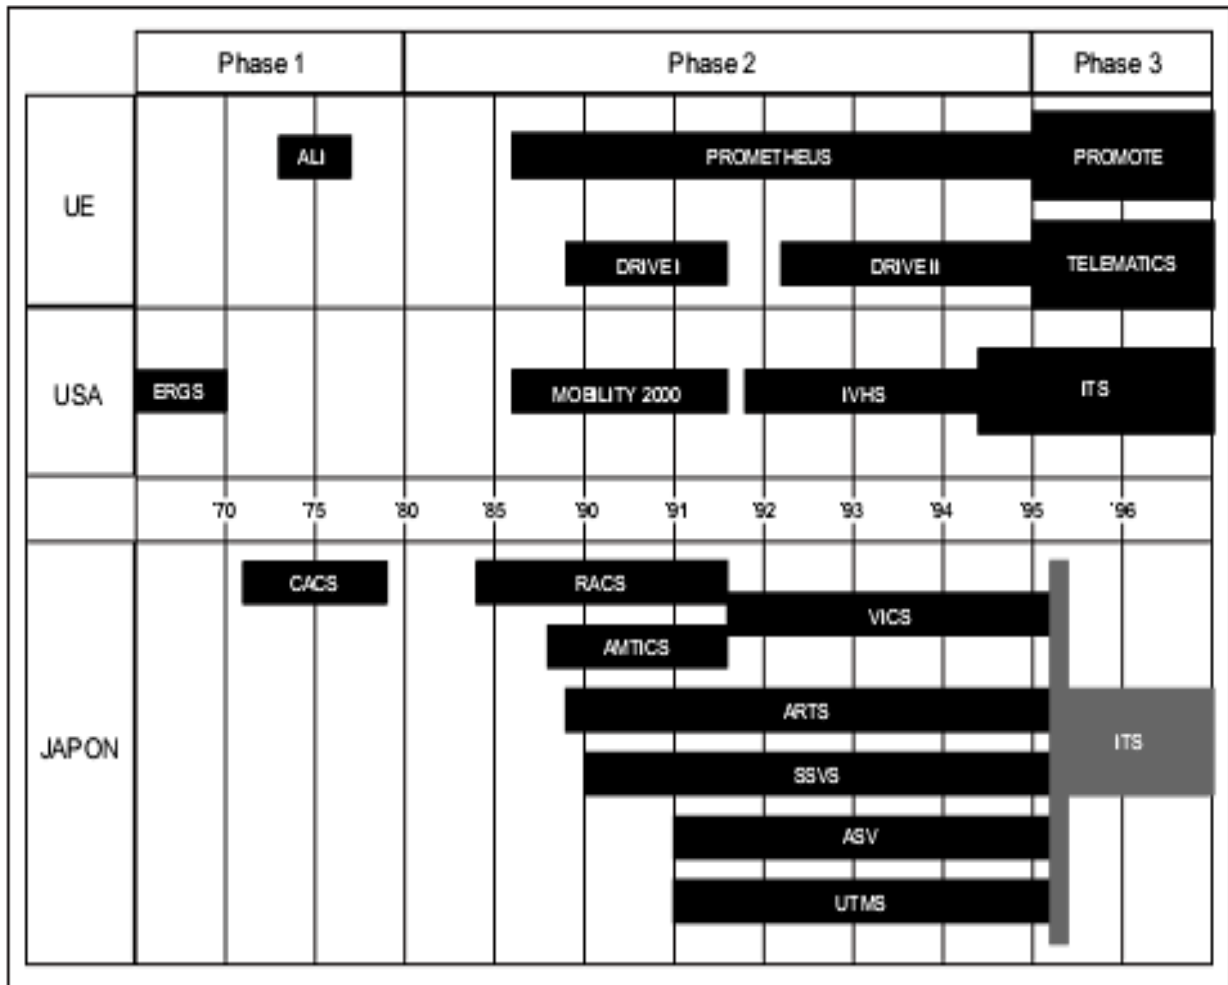 Phase 1 Phase 2 Phase 3
ALI PROMETHEUS PROMOTE
UE
DRIVE I DRIVE II TELEMATICS
USA ERGS MOBILITY 2000 IVHS ITS
'70 '75 '80 '85 '90 '91 '92 '93 '94 '95 '96
CACS RACS
VICS
AMTICS
ARTS
JAPON ITS
SSVS
ASV
UTMS